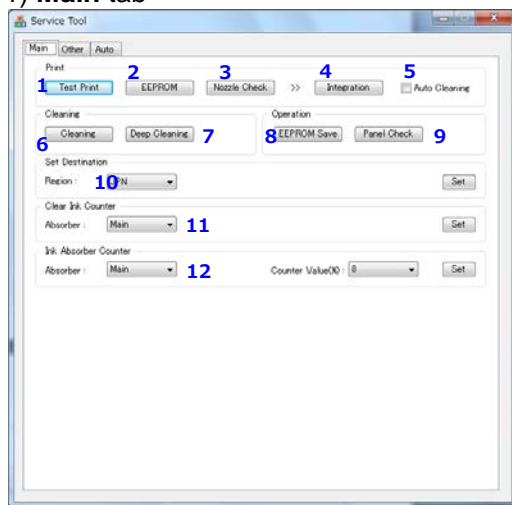 1) Main tab
Service Tool
Main Other Auto
Print
1 Test Print 2 EEPROM 3 Nozzle Check >> 4 Integration 5 Auto Cleaning
Cleaning
6 Cleaning Deep Cleaning 7
Operation
8 EEPROM Save Panel Check 9
Set Destination
Region : 10 JPN Set
Clear Ink Counter
Absorber : Main 11 Set
Ink Absorber Counter
Absorber : Main 12 Counter Value(%) : 0 Set